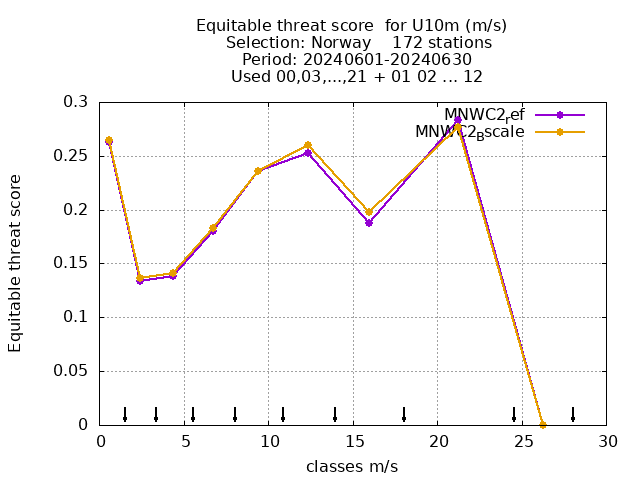 Equitable threat score  for U10m (m/s)
Selection: Norway    172 stations
Period: 20240601-20240630
Used 00,03,...,21 + 01 02 ... 12
MNWC2ref
MNWC2Bscale
0.3
0.25
0.2
0.15
0.1
0.05
0
Equitable threat score
0 5 10 15 20 25 30
classes m/s